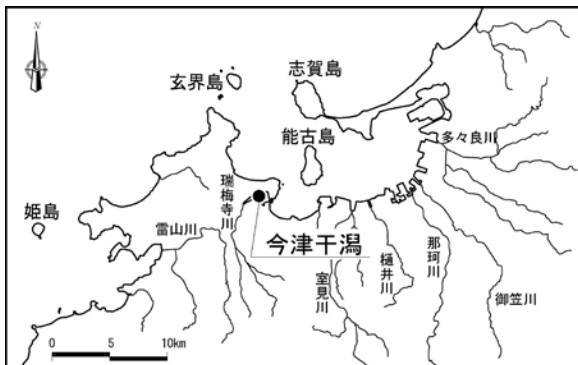 玄界島
志賀島
能古島
多々良川
瑞梅寺川
姫島
雷山川
今津干潟
室見川
樋井川
那珂川
御笠川
0 5 10km